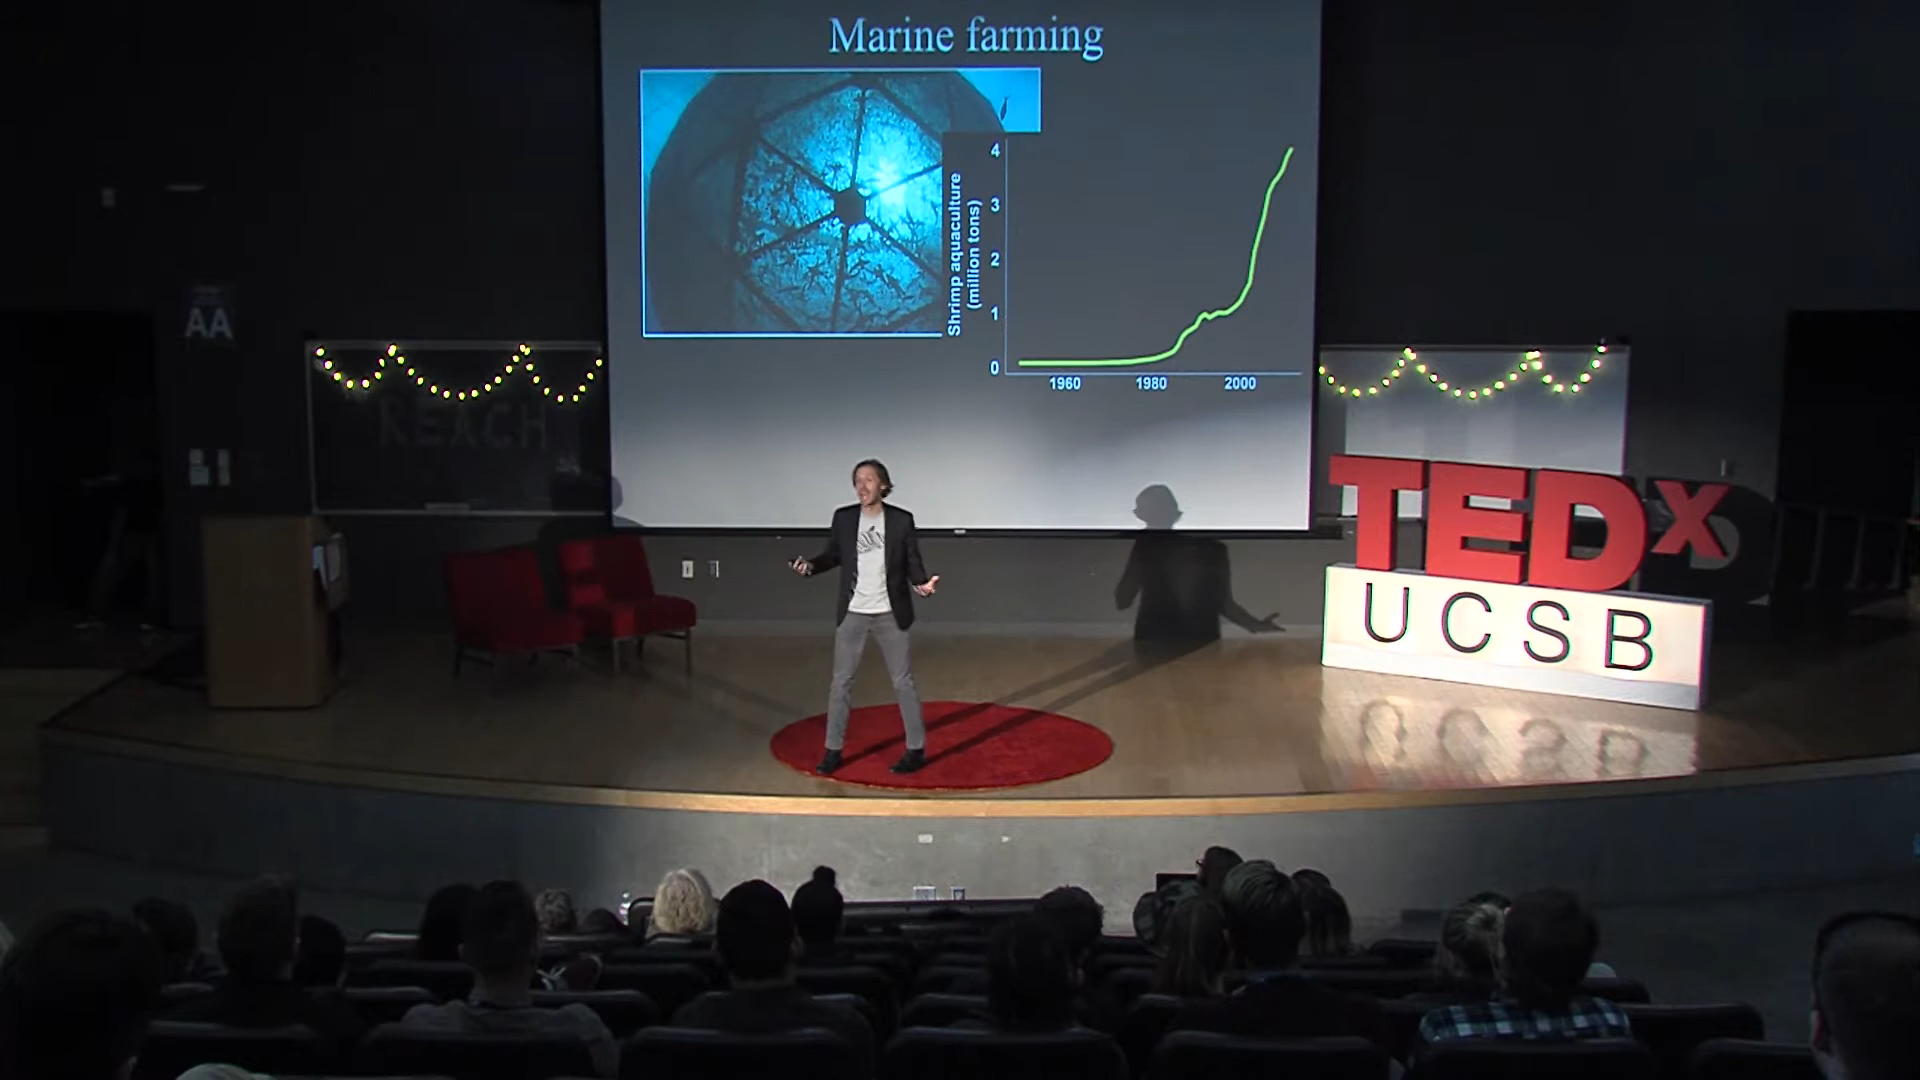 Marine farming
Shrimp aquaculture
(million tons)
4
3
2
1
0
1960 1980 2000
AA
REACH
TEDx
UCSB